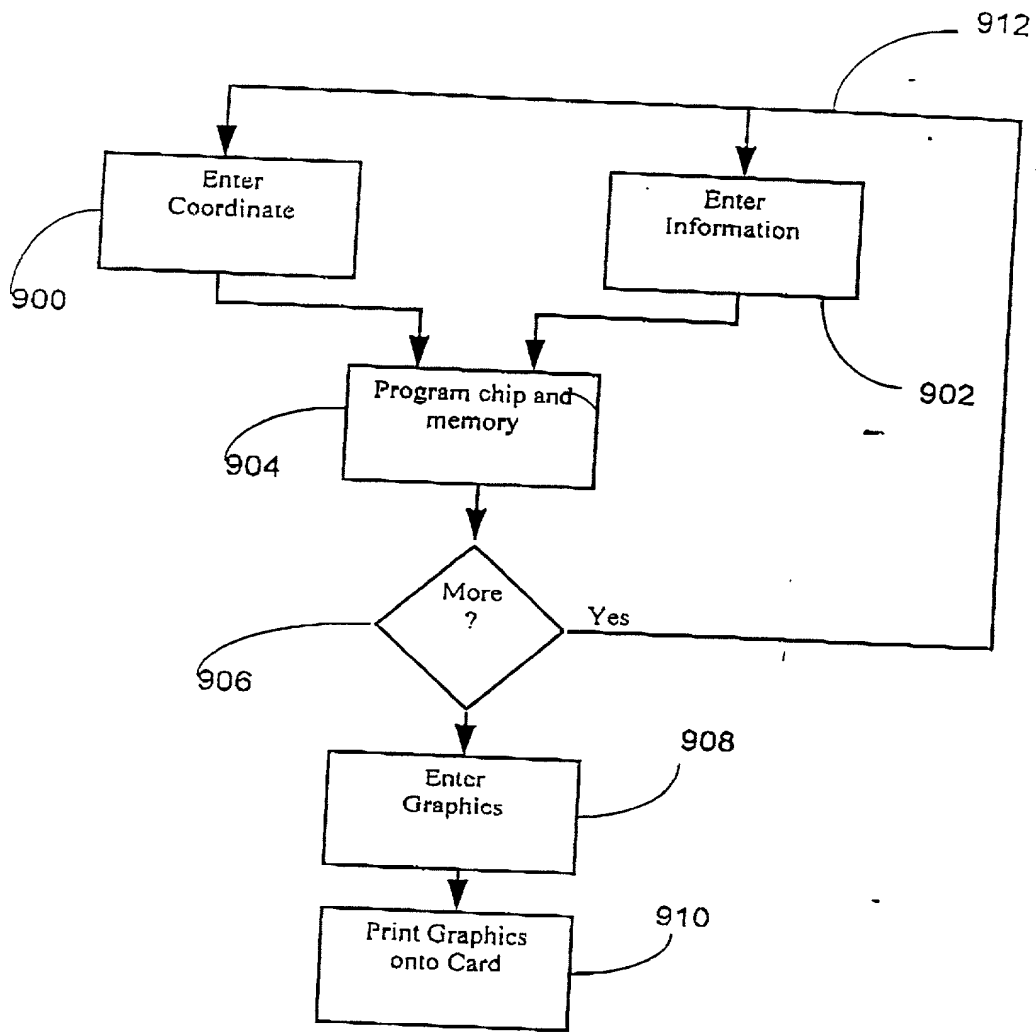 912
Enter
Coordinate
Enter
Information
900
902
Program chip and
memory
904
More
?
Yes
906
908
Enter
Graphics
910
Print Graphics
onto Card